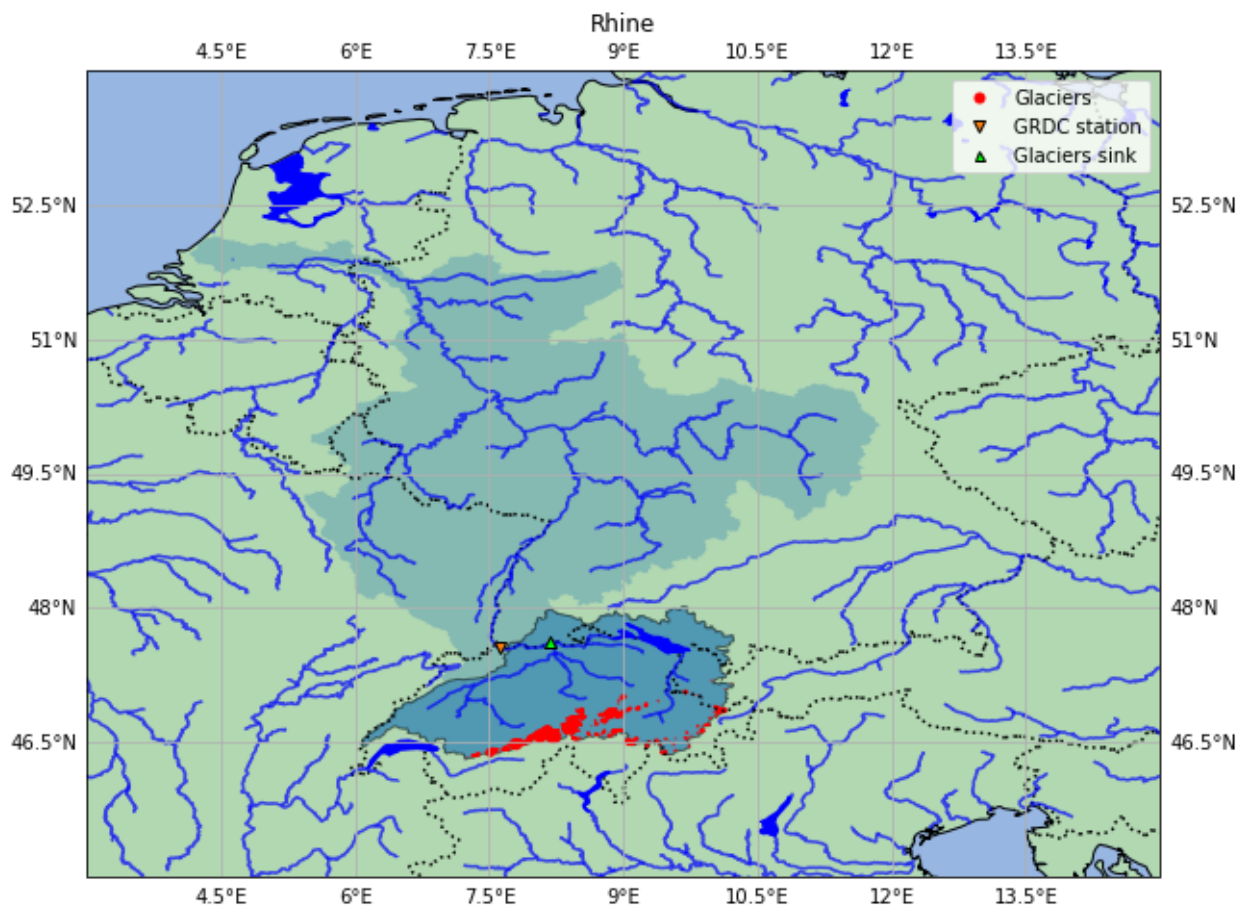 Rhine
4.5°E 6°E 7.5°E 9°E 10.5°E 12°E 13.5°E
Glaciers
GRDC station
Glaciers sink
52.5°N 52.5°N
51°N 51°N
49.5°N 49.5°N
48°N 48°N
46.5°N 46.5°N
4.5°E 6°E 7.5°E 9°E 10.5°E 12°E 13.5°E